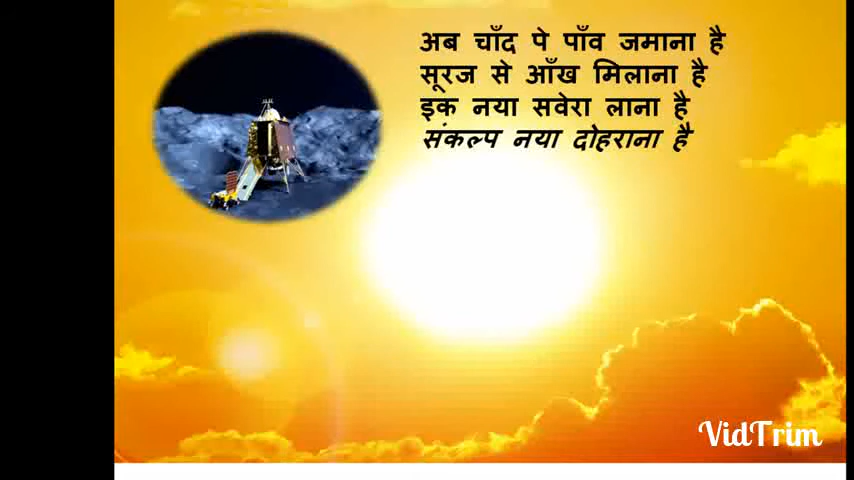 अब चाँद पे पाँव जमाना है
सूरज से आँख मिलाना है
इक नया सवेरा लाना है
संकल्प नया दोहराना है
VidTrim